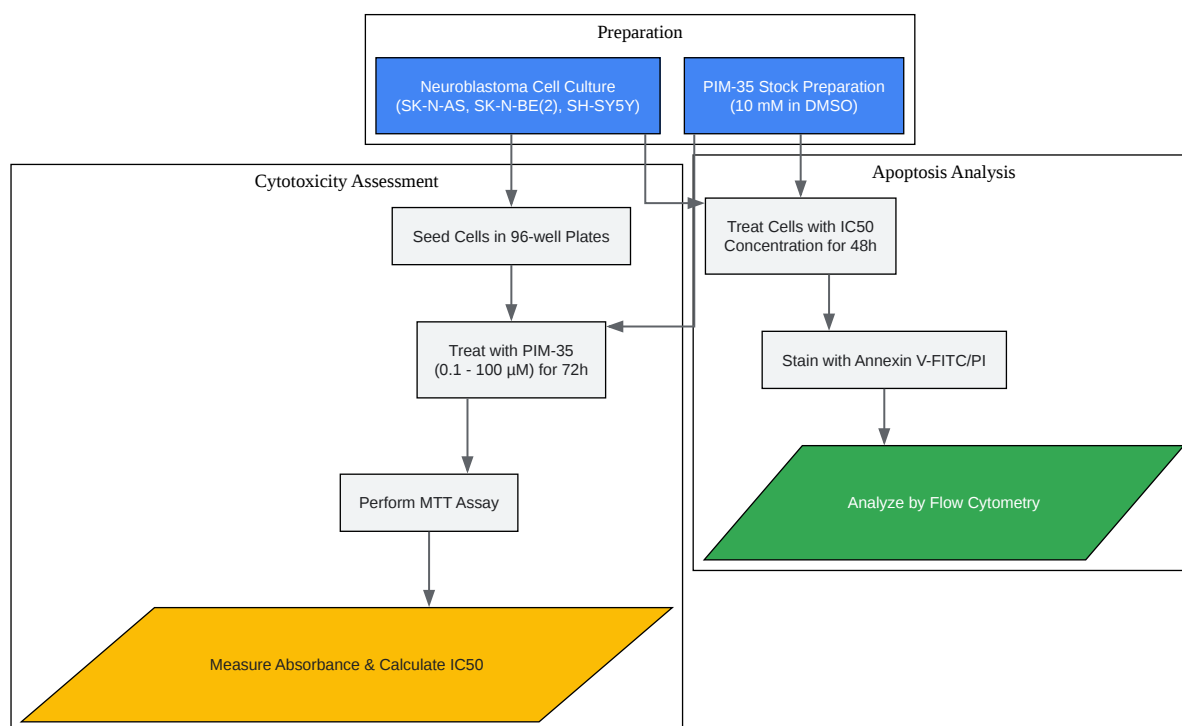 Preparation
Neuroblastoma Cell Culture
(SK-N-AS, SK-N-BE(2), SH-SY5Y)
PIM-35 Stock Preparation
(10 mM in DMSO)
Cytotoxicity Assessment
Seed Cells in 96-well Plates
Treat with PIM-35
(0.1 - 100 µM) for 72h
Perform MTT Assay
Measure Absorbance & Calculate IC50
Apoptosis Analysis
Treat Cells with IC50
Concentration for 48h
Stain with Annexin V-FITC/PI
Analyze by Flow Cytometry